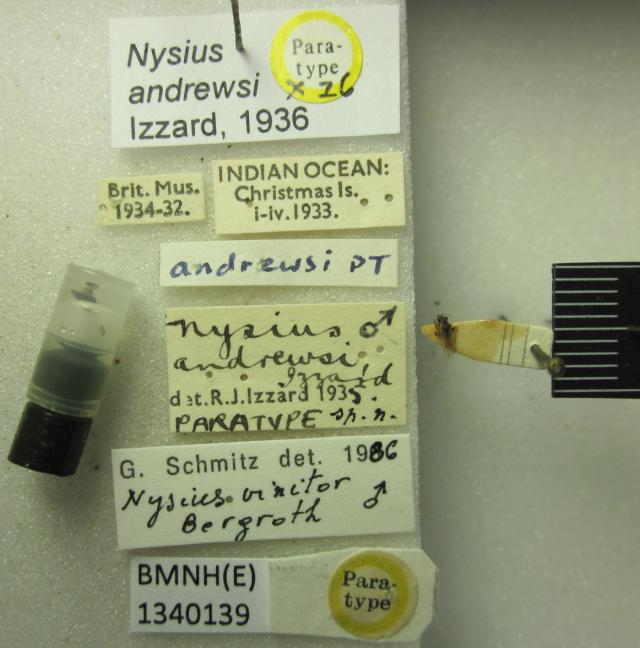 Nysius
andrewsi × 26
Izzard, 1936
Para-
type
Brit. Mus.
1934-32.
INDIAN OCEAN:
Christmas Is.
i-iv.1933.
andrewsi PT
Nysius ♂
andrewsi
Izzard
det. R.J.Izzard 1935.
PARATYPE sp. n.
G. Schmitz det. 1986
Nysius vinitor ♂
Bergroth
BMNH(E)
1340139
Para-
type